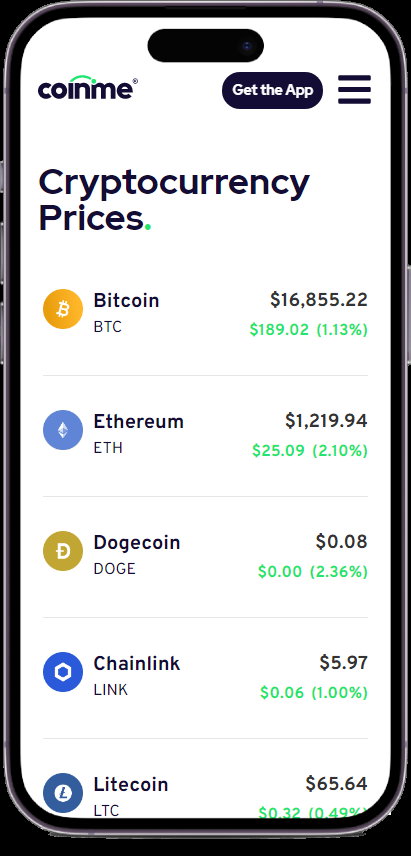 coinme®
Get the App
Cryptocurrency
Prices.
Bitcoin $16,855.22
BTC $189.02 (1.13%)
Ethereum $1,219.94
ETH $25.09 (2.10%)
Dogecoin $0.08
DOGE $0.00 (2.36%)
Chainlink $5.97
LINK $0.06 (1.00%)
Litecoin $65.64
LTC $0.32 (0.49%)